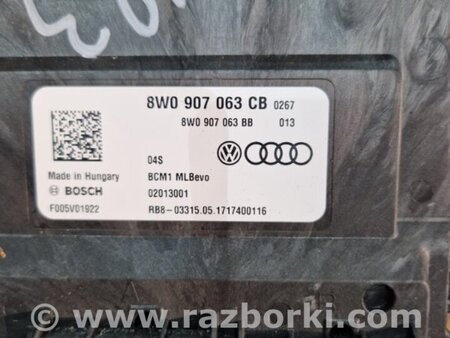 8W0 907 063 CB 0267
8W0 907 063 BB 013
04S
Made in Hungary BCM1 MLBevo
BOSCH 02013001
F005V01922 RB8-03315.05.1717400116
© www.razborki.com